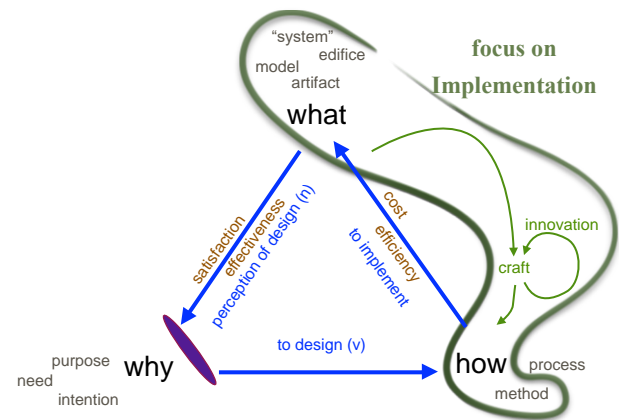 “system”
edifice
model
artifact
what
focus on
Implementation
satisfaction
effectiveness
perception of design (n)
cost
efficiency
to implement
innovation
craft
to design (v)
why
purpose
need
intention
how
process
method